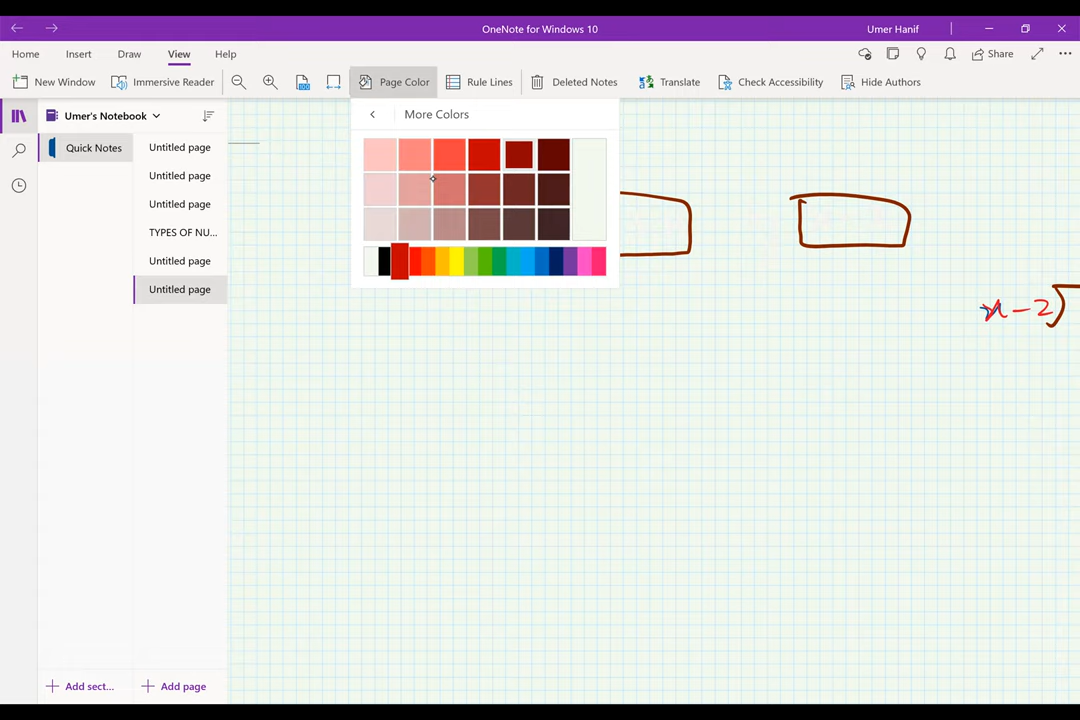 OneNote for Windows 10
Umer Hanif
Home Insert Draw View Help
Share
New Window Immersive Reader Page Color Rule Lines Deleted Notes Translate Check Accessibility Hide Authors
Umer's Notebook
More Colors
Quick Notes
Untitled page
Untitled page
Untitled page
TYPES OF NU...
Untitled page
Untitled page
x - 2
Add sect...
Add page